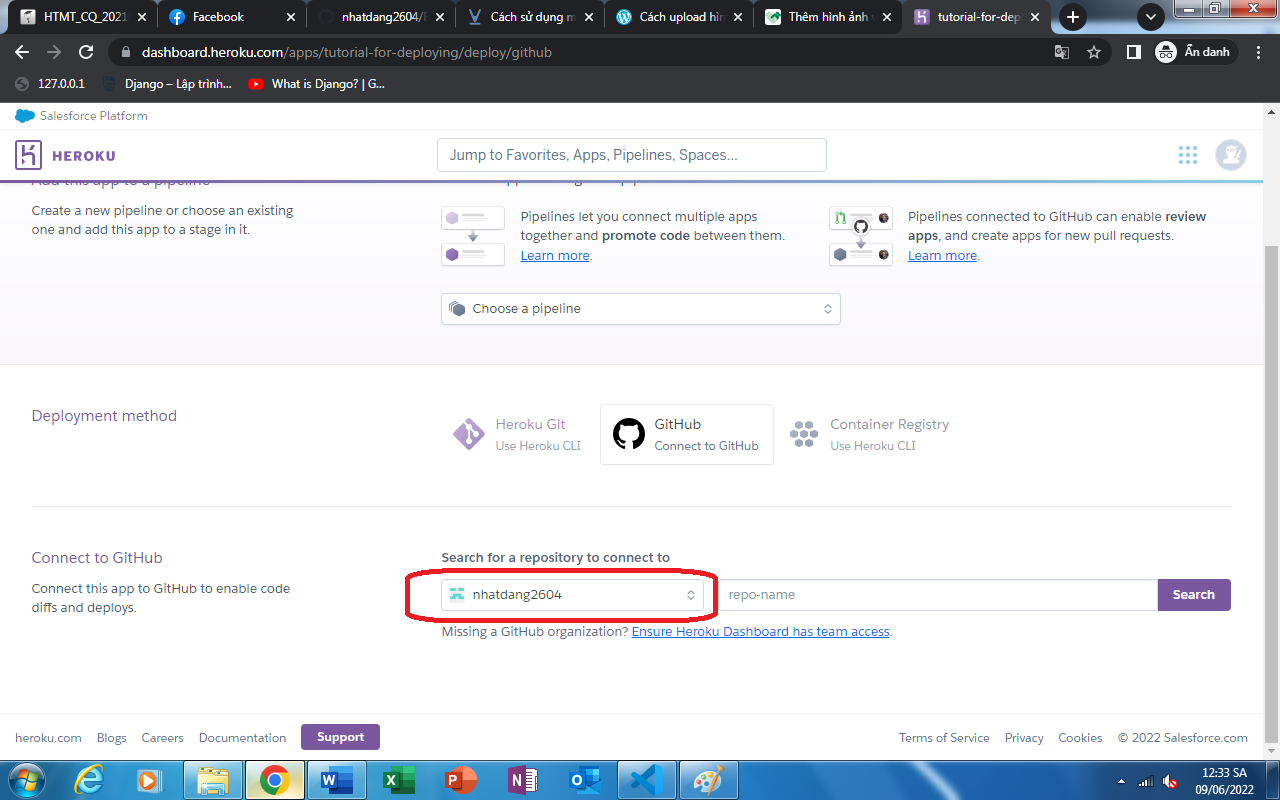 HTMT_CQ_2021
Facebook
nhatdang2604/
Cách sử dụng m
Cách upload hìn
Thêm hình ảnh v
tutorial-for-dep
dashboard.heroku.com/apps/tutorial-for-deploying/deploy/github
Ẩn danh
127.0.0.1
Django – Lập trình...
What is Django? | G...
Salesforce Platform
HEROKU
Jump to Favorites, Apps, Pipelines, Spaces...
Add this app to a pipeline
Create a new pipeline or choose an existing
one and add this app to a stage in it.
Pipelines let you connect multiple apps
together and promote code between them.
Learn more.
Pipelines connected to GitHub can enable review
apps, and create apps for new pull requests.
Learn more.
Choose a pipeline
Deployment method
Heroku Git
Use Heroku CLI
GitHub
Connect to GitHub
Container Registry
Use Heroku CLI
Connect to GitHub
Connect this app to GitHub to enable code
diffs and deploys.
Search for a repository to connect to
nhatdang2604
repo-name
Search
Missing a GitHub organization? Ensure Heroku Dashboard has team access.
heroku.com
Blogs
Careers
Documentation
Support
Terms of Service
Privacy
Cookies
© 2022 Salesforce.com
12:33 SA
09/06/2022